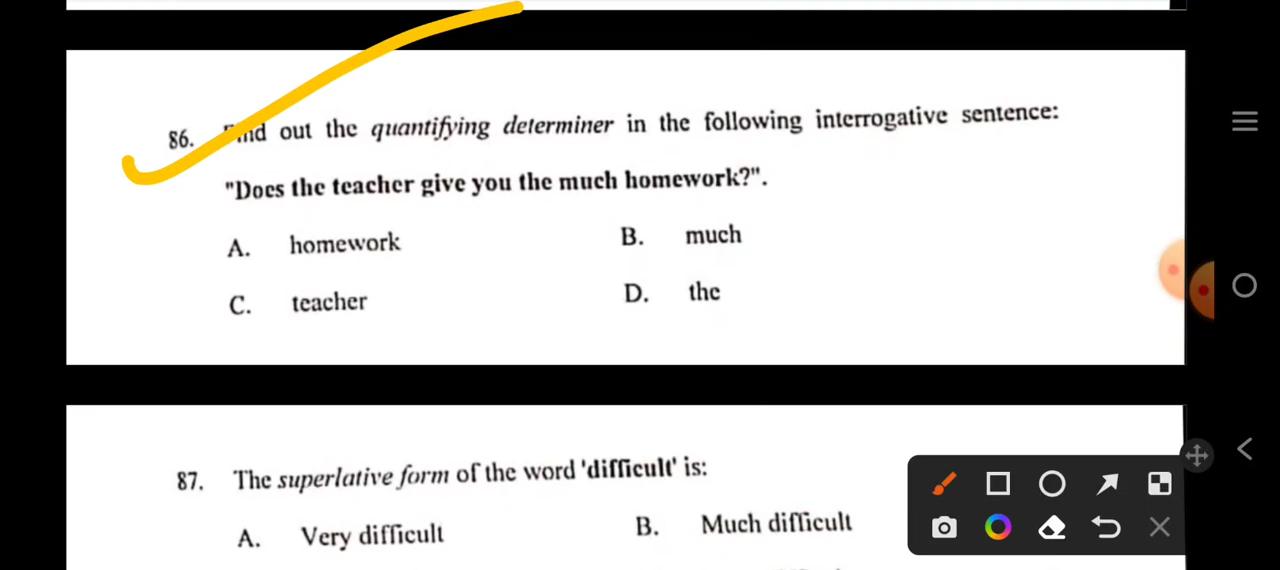 86. Find out the quantifying determiner in the following interrogative sentence:
"Does the teacher give you the much homework?".
A. homework B. much
C. teacher D. the
87. The superlative form of the word 'difficult' is:
A. Very difficult B. Much difficult